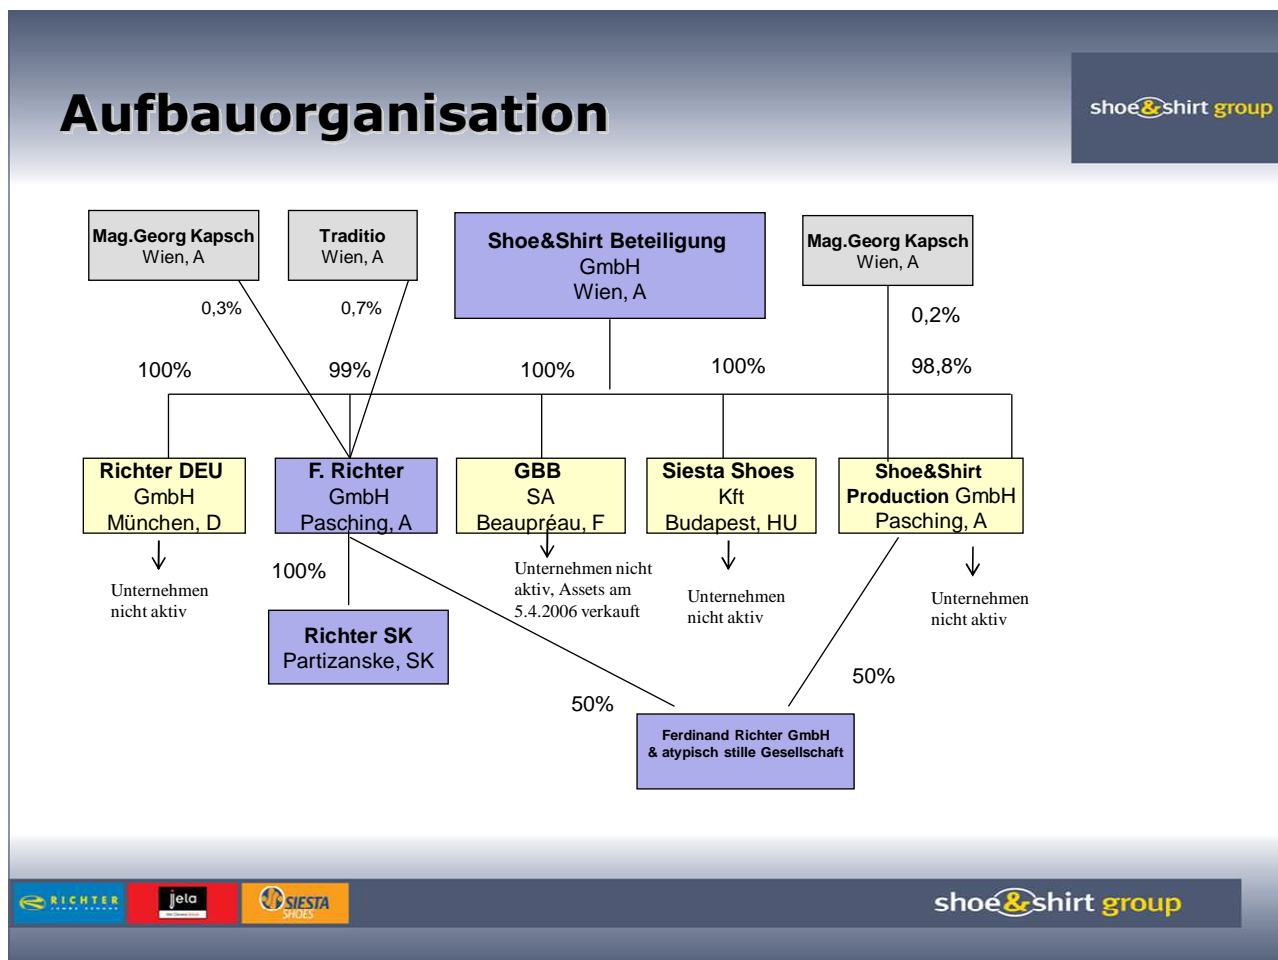 Aufbauorganisation
shoe&shirt group
Mag.Georg Kapsch
Wien, A
Traditio
Wien, A
Shoe&Shirt Beteiligung
GmbH
Wien, A
Mag.Georg Kapsch
Wien, A
0,3%
0,7%
0,2%
100%
99%
100%
100%
98,8%
Richter DEU
GmbH
München, D
F. Richter
GmbH
Pasching, A
GBB
SA
Beaupréau, F
Siesta Shoes
Kft
Budapest, HU
Shoe&Shirt
Production GmbH
Pasching, A
Unternehmen
nicht aktiv
100%
Unternehmen nicht
aktiv, Assets am
5.4.2006 verkauft
Unternehmen
nicht aktiv
Unternehmen
nicht aktiv
Richter SK
Partizanske, SK
50%
50%
Ferdinand Richter GmbH
& atypisch stille Gesellschaft
RICHTER
jela
SIESTA
SHOES
shoe&shirt group